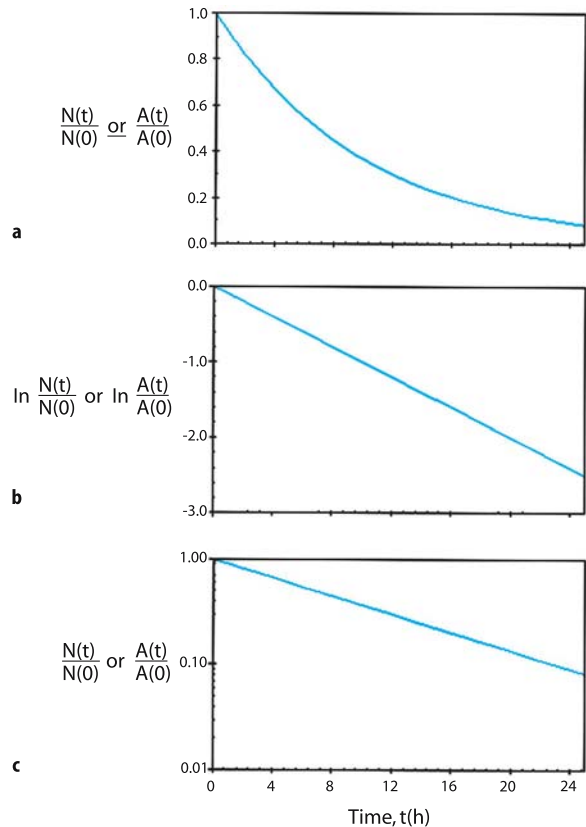 1.0
0.8
N(t) or A(t)
N(0) A(0)
0.6
0.4
0.2
a
0.0
0.0
-1.0
ln N(t) or ln A(t)
N(0) A(0)
-2.0
b
-3.0
1.00
N(t) or A(t)
N(0) A(0)
0.10
c
0.01
0 4 8 12 16 20 24
Time, t(h)